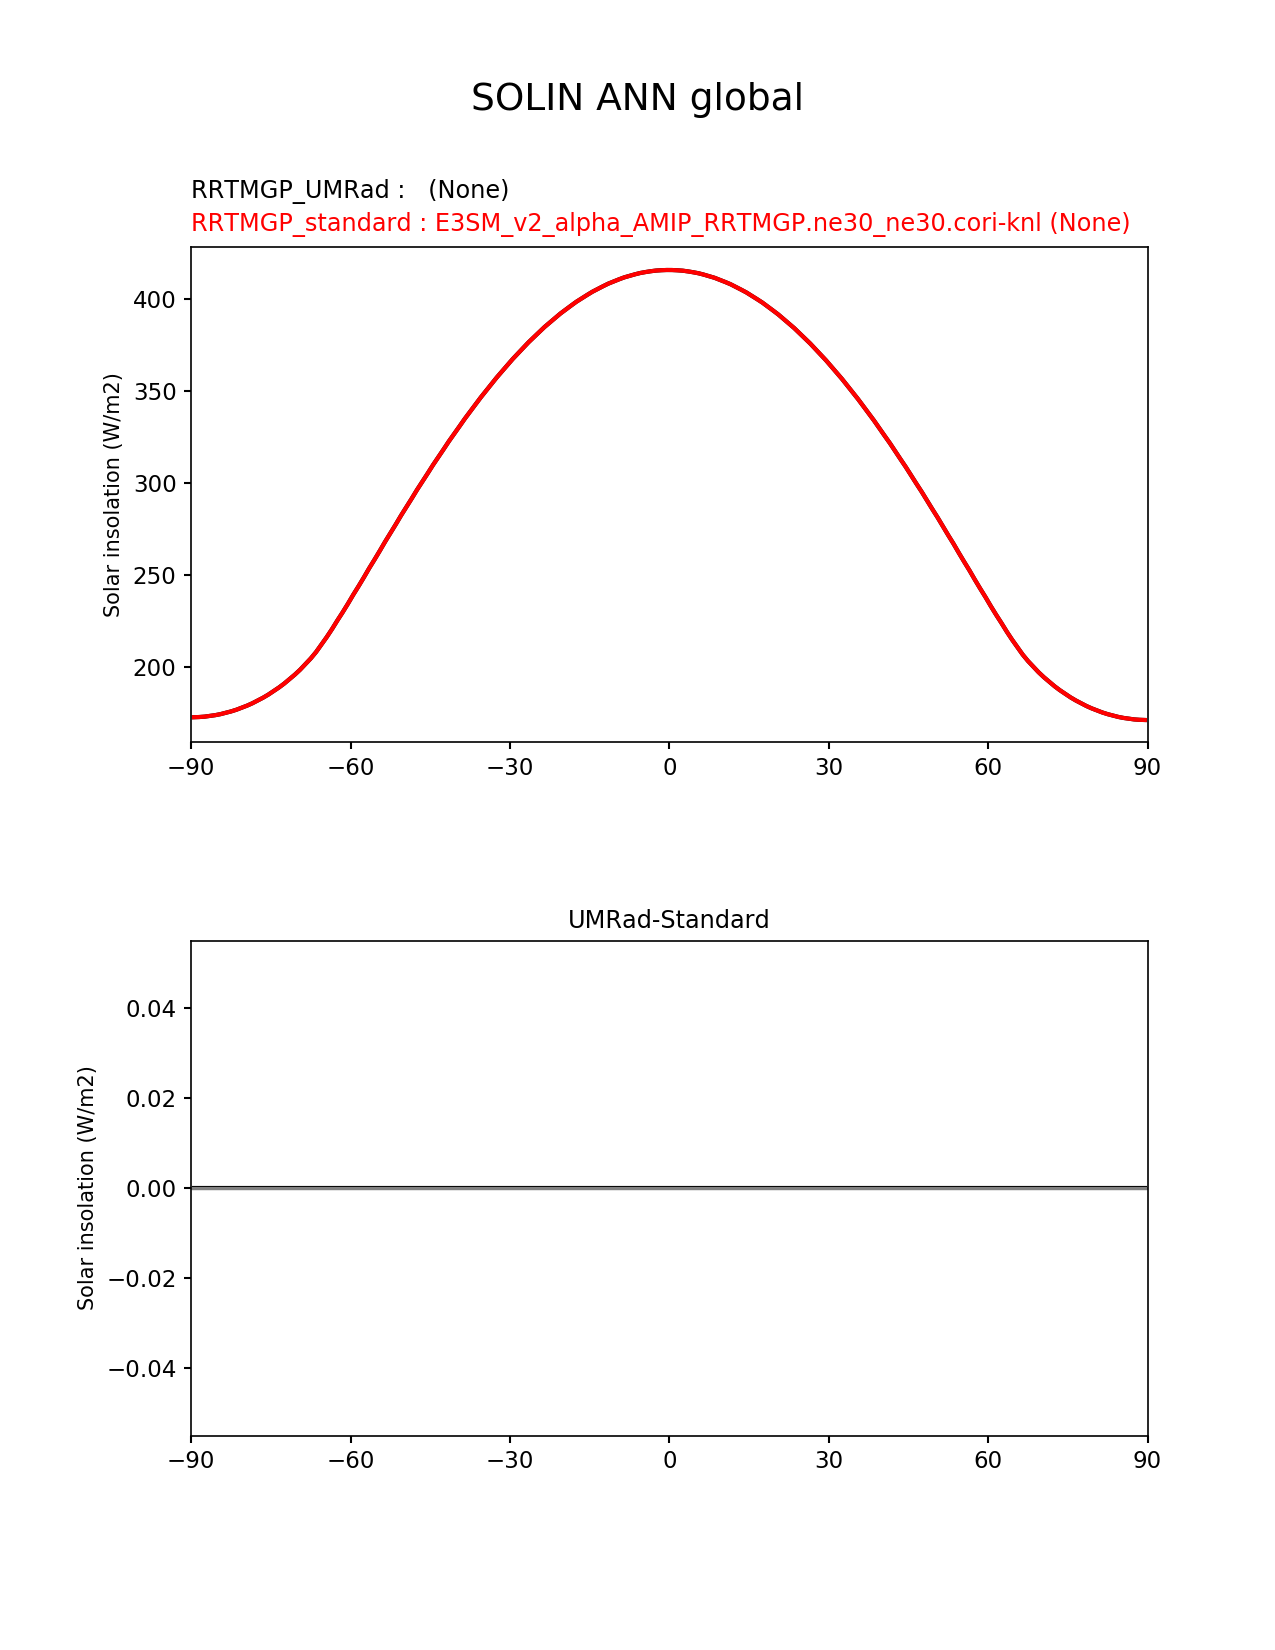 SOLIN ANN global
RRTMGP_UMRad :   (None)
RRTMGP_standard : E3SM_v2_alpha_AMIP_RRTMGP.ne30_ne30.cori-knl (None)
Solar insolation (W/m2)
400
350
300
250
200
−90 −60 −30 0 30 60 90
UMRad-Standard
Solar insolation (W/m2)
0.04
0.02
0.00
−0.02
−0.04
−90 −60 −30 0 30 60 90